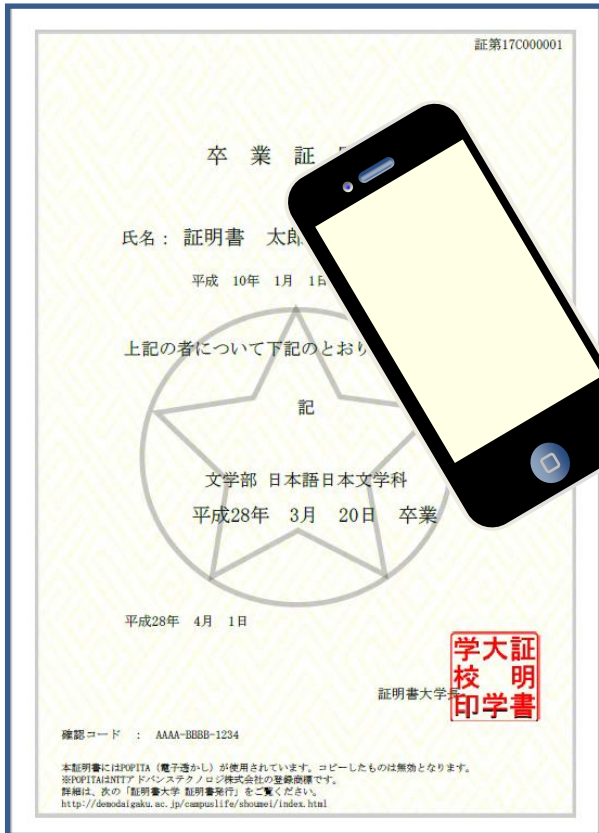 証第17C000001
卒 業 証
氏名： 証明書 太郎
平成 10年 1月 1日
上記の者について下記のとおり
記
文学部 日本語日本文学科
平成28年 3月 20日 卒業
平成28年 4月 1日
証明書大学長
証明書
大学
学校印
確認コード ： AAAA-BBBB-1234
本証明書にはPOPITA（電子透かし）が使用されています。コピーしたものは無効となります。
※POPITAはNTTアドバンステクノロジ株式会社の登録商標です。
詳細は、次の「証明書大学 証明書発行」をご覧ください。
http://demodaigaku.ac.jp/campuslife/shoumei/index.html